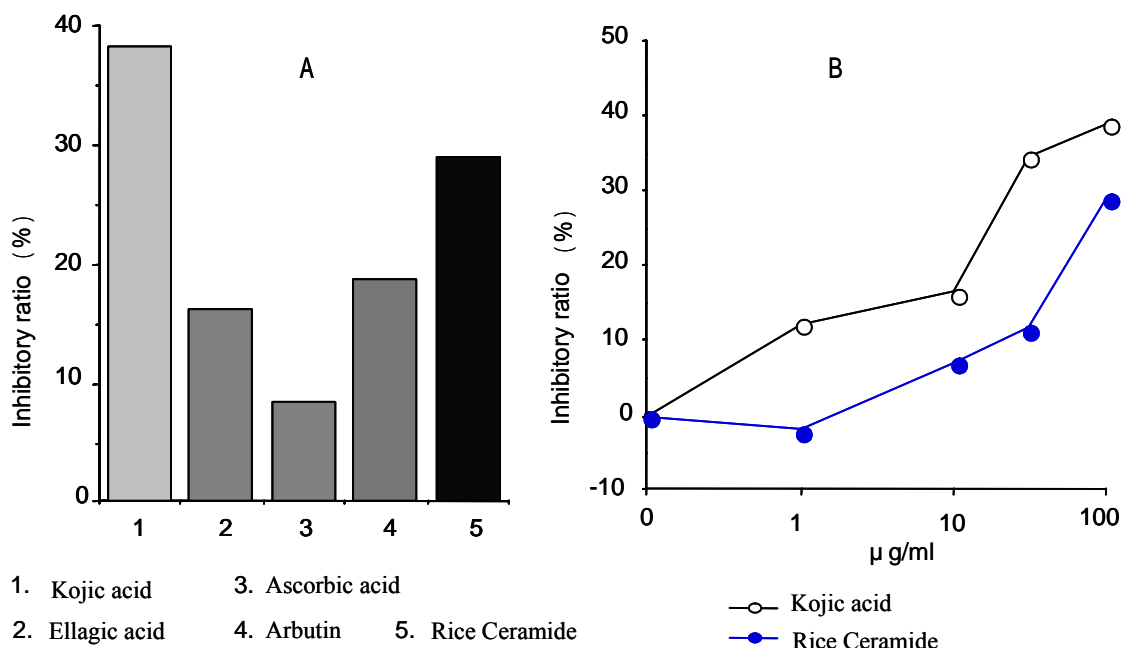 A
Inhibitory ratio (%)
40
30
20
10
0
1 2 3 4 5
1. Kojic acid 3. Ascorbic acid
2. Ellagic acid 4. Arbutin 5. Rice Ceramide
B
Inhibitory ratio (%)
50
40
30
20
10
0
-10
0 1 10 100
μ g/ml
Kojic acid
Rice Ceramide